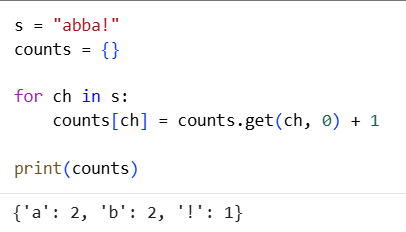 s = "abba!"
counts = {}
for ch in s:
    counts[ch] = counts.get(ch, 0) + 1
print(counts)
{'a': 2, 'b': 2, '!': 1}